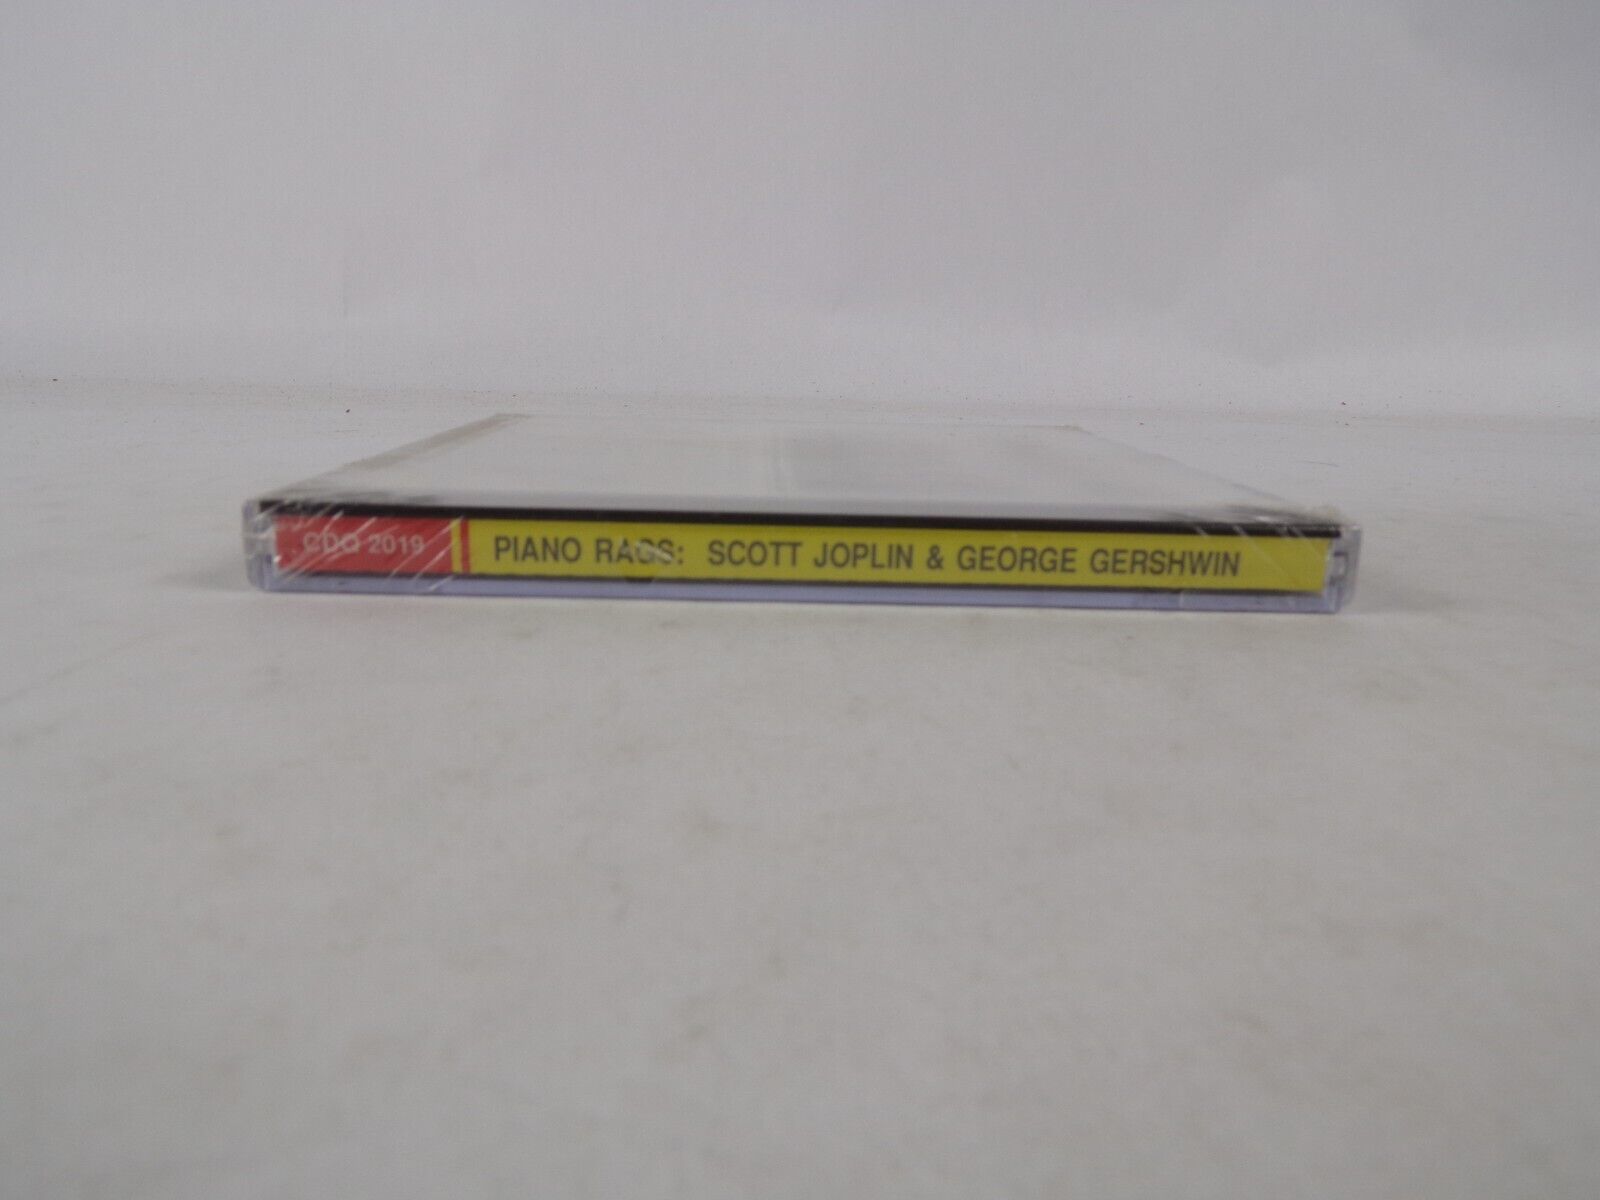 CDQ 2019 PIANO RAGS: SCOTT JOPLIN & GEORGE GERSHWIN